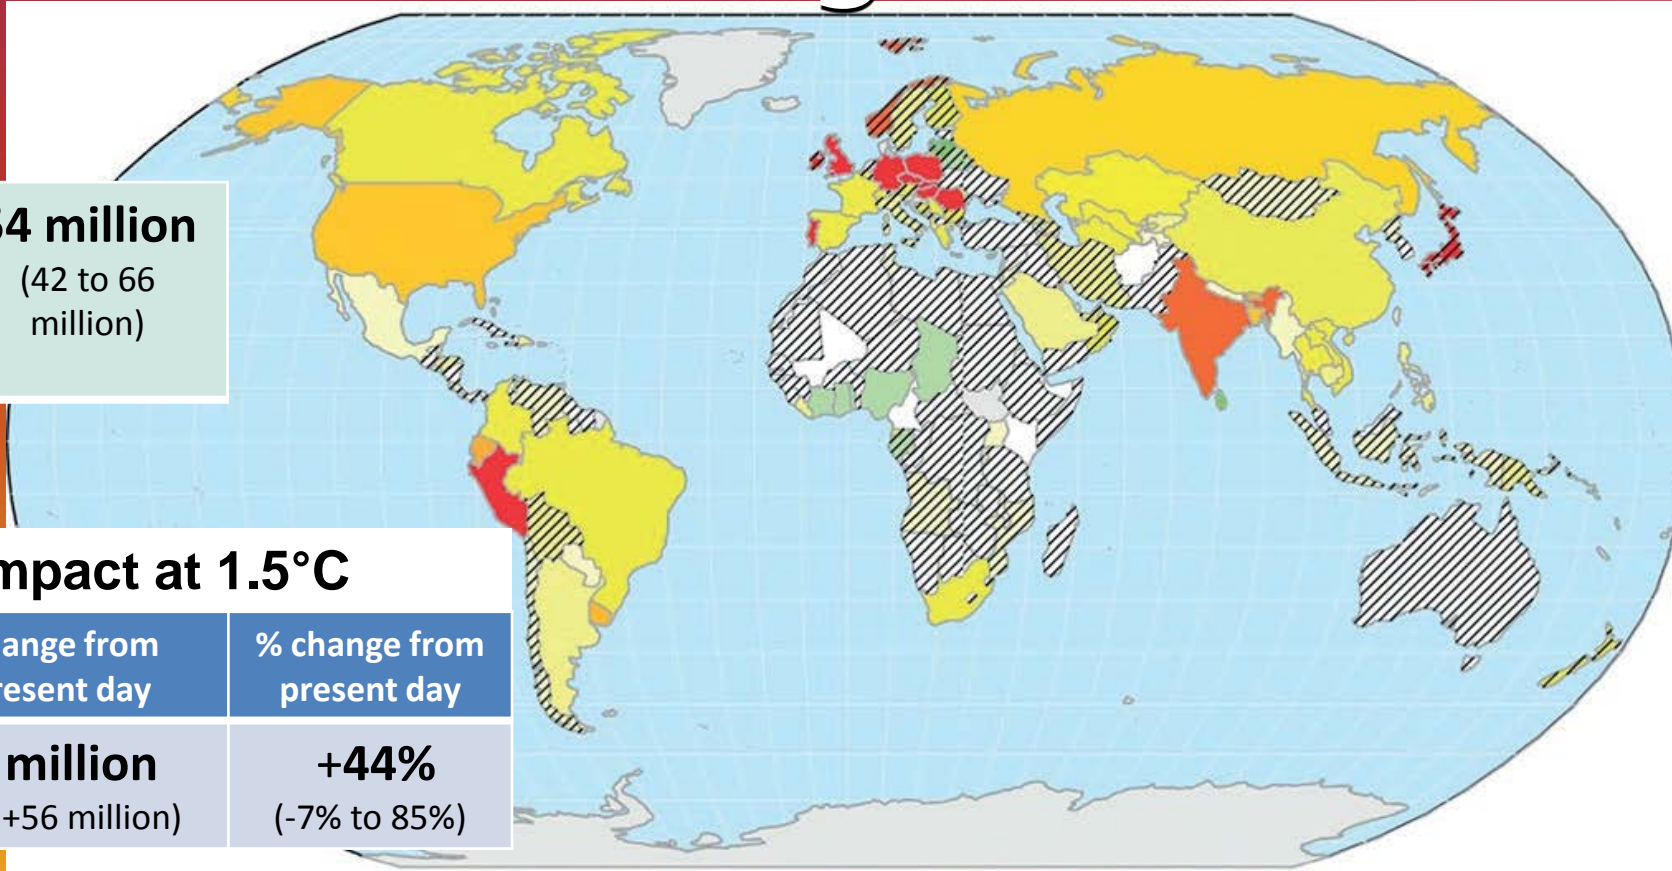 4 million
(42 to 66
million)
mpact at 1.5°C
ange from
resent day
% change from
present day
million
+56 million)
+44%
(-7% to 85%)